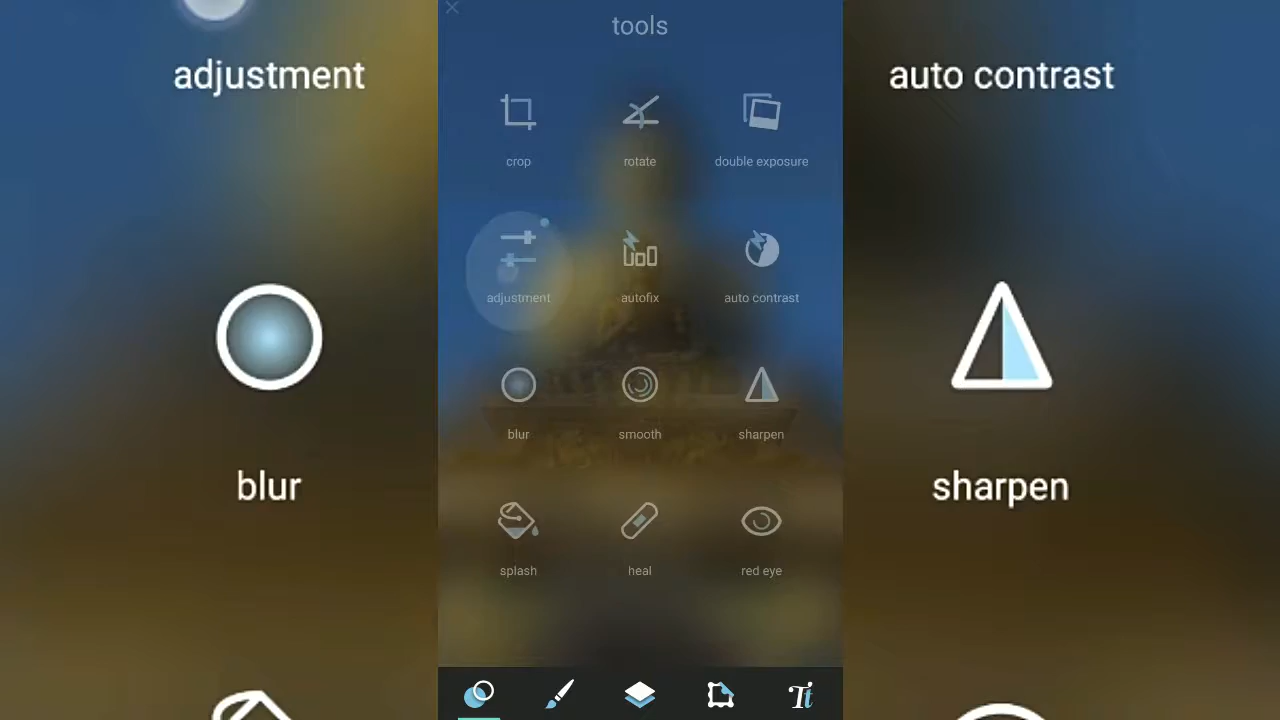 tools
adjustment
auto contrast
crop
rotate
double exposure
adjustment
autofix
auto contrast
blur
smooth
sharpen
blur
sharpen
splash
heal
red eye
Tt